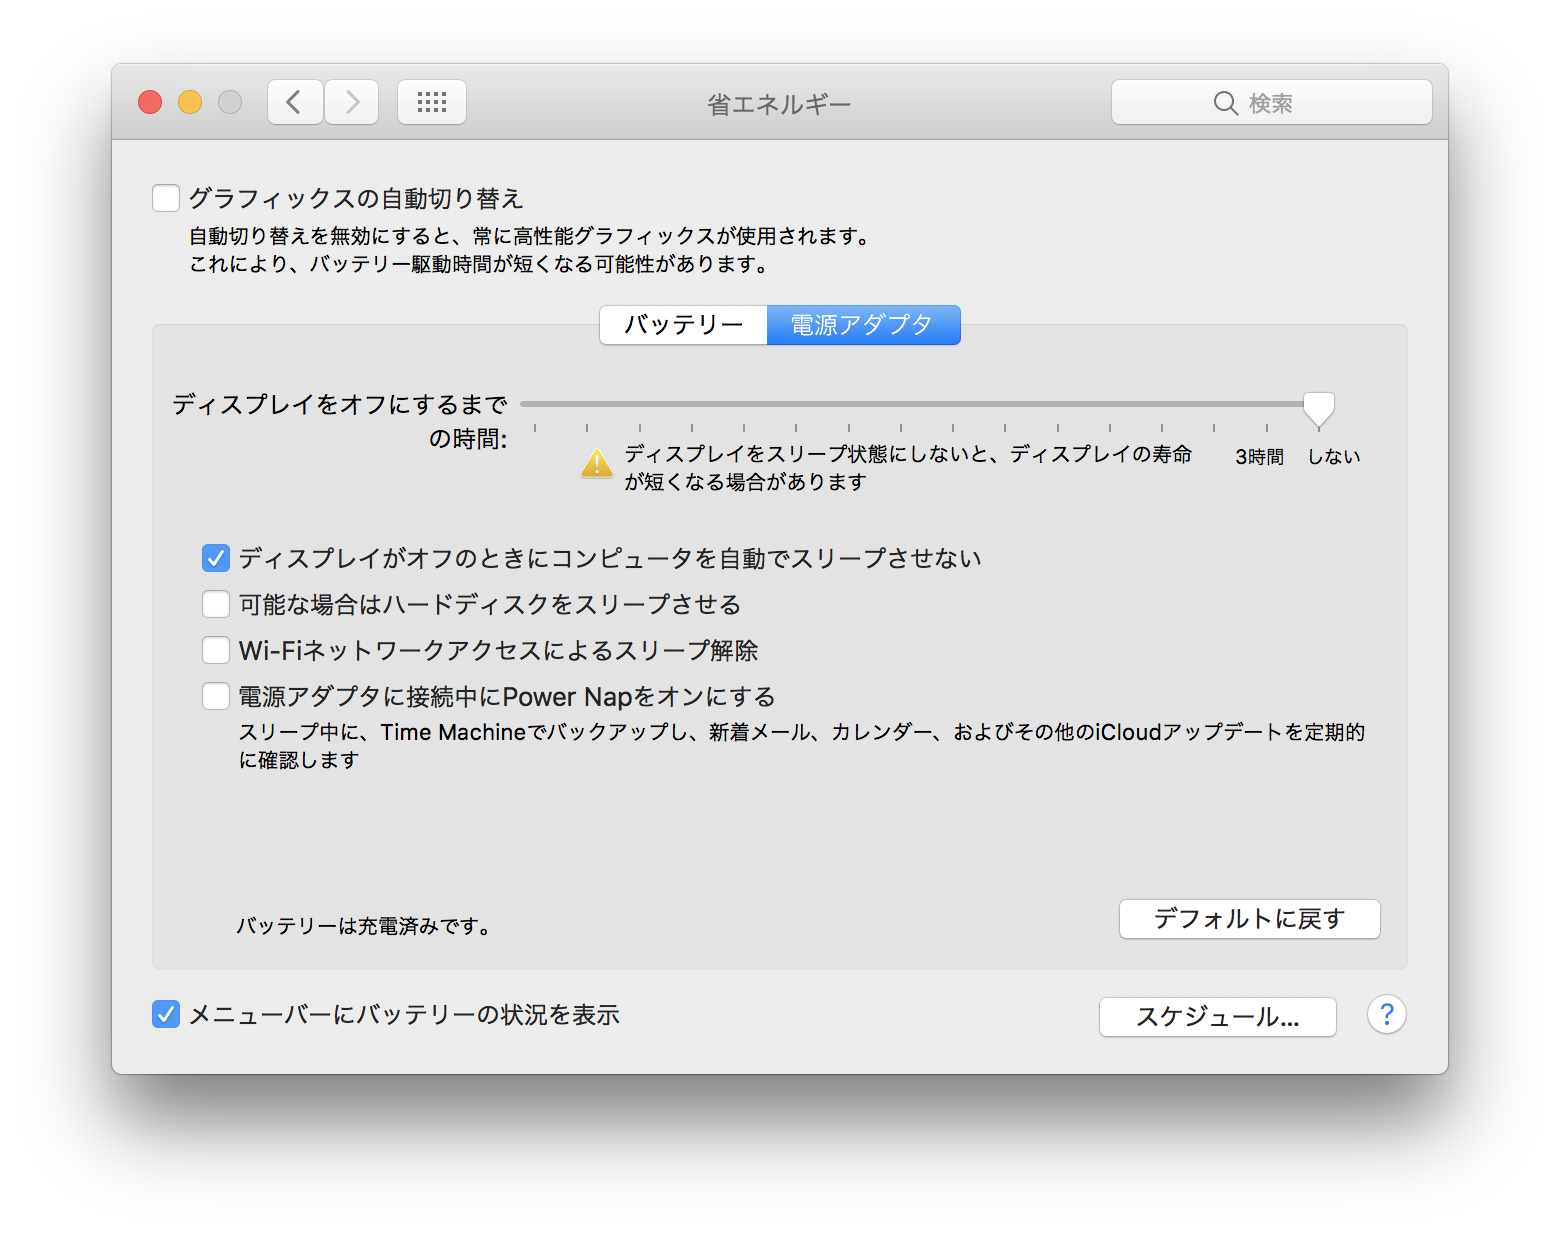 省エネルギー
検索
グラフィックスの自動切り替え
自動切り替えを無効にすると、常に高性能グラフィックスが使用されます。
これにより、バッテリー駆動時間が短くなる可能性があります。
バッテリー
電源アダプタ
ディスプレイをオフにするまで
の時間:
ディスプレイをスリープ状態にしないと、ディスプレイの寿命
が短くなる場合があります
3時間
しない
ディスプレイがオフのときにコンピュータを自動でスリープさせない
可能な場合はハードディスクをスリープさせる
Wi-Fiネットワークアクセスによるスリープ解除
電源アダプタに接続中にPower Napをオンにする
スリープ中に、Time Machineでバックアップし、新着メール、カレンダー、およびその他のiCloudアップデートを定期的
に確認します
バッテリーは充電済みです。
デフォルトに戻す
メニューバーにバッテリーの状況を表示
スケジュール...
?